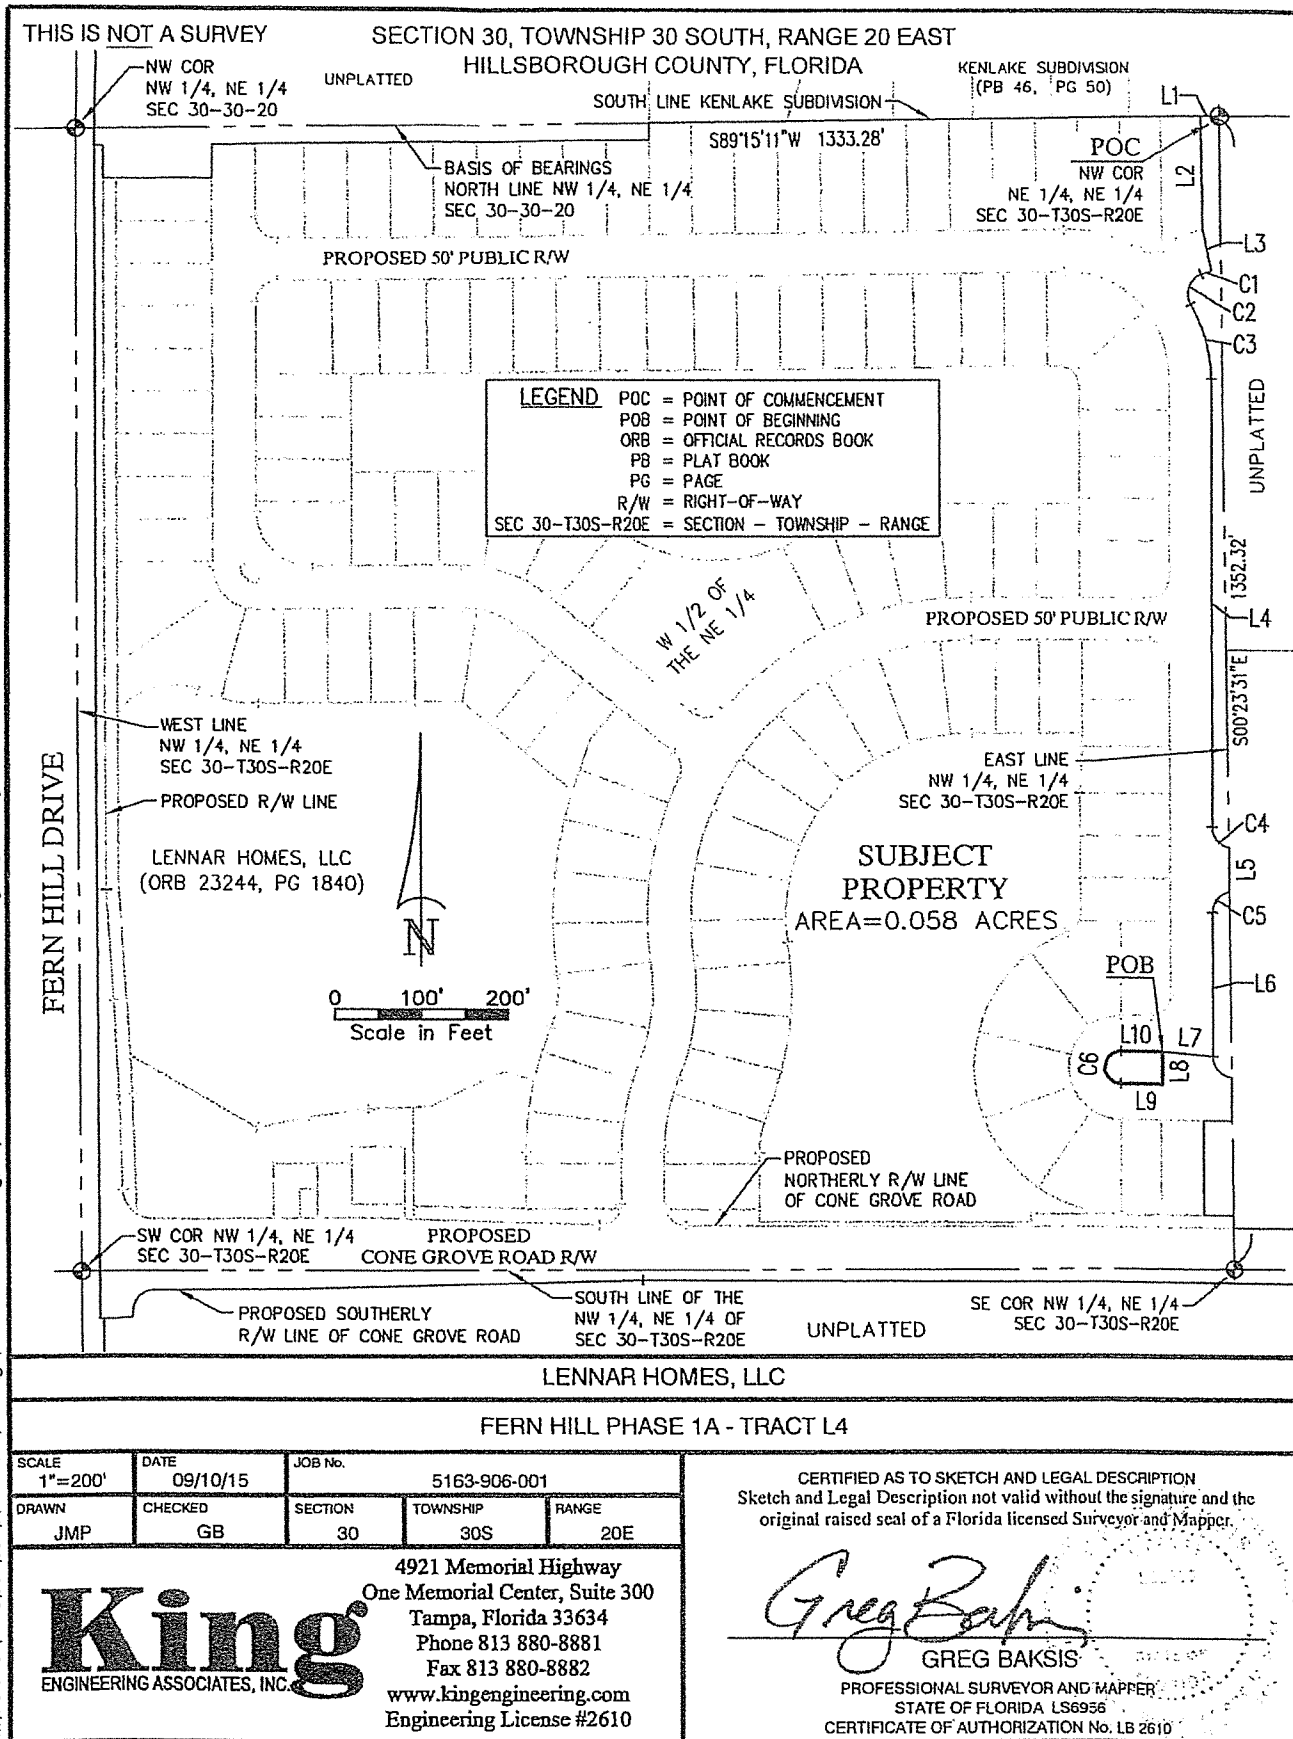 THIS IS NOT A SURVEY
SECTION 30, TOWNSHIP 30 SOUTH, RANGE 20 EAST
HILLSBOROUGH COUNTY, FLORIDA
NW COR
NW 1/4, NE 1/4
SEC 30-30-20
UNPLATTED
SOUTH LINE KENLAKE SUBDIVISION
KENLAKE SUBDIVISION
(PB 46, PG 50)
L1
S89°15'11"W 1333.28'
BASIS OF BEARINGS
NORTH LINE NW 1/4, NE 1/4
SEC 30-30-20
POC
NW COR
NE 1/4, NE 1/4
SEC 30-T30S-R20E
L2
L3
PROPOSED 50' PUBLIC R/W
C1
C2
C3
UNPLATTED
LEGEND
POC = POINT OF COMMENCEMENT
POB = POINT OF BEGINNING
ORB = OFFICIAL RECORDS BOOK
PB = PLAT BOOK
PG = PAGE
R/W = RIGHT-OF-WAY
SEC 30-T30S-R20E = SECTION - TOWNSHIP - RANGE
1352.32'
W 1/2 OF
THE NE 1/4
PROPOSED 50' PUBLIC R/W
L4
S00°23'31"E
WEST LINE
NW 1/4, NE 1/4
SEC 30-T30S-R20E
EAST LINE
NW 1/4, NE 1/4
SEC 30-T30S-R20E
PROPOSED R/W LINE
FERN HILL DRIVE
LENNAR HOMES, LLC
(ORB 23244, PG 1840)
C4
SUBJECT
PROPERTY
AREA=0.058 ACRES
L5
C5
N
POB
L6
0 100' 200'
Scale in Feet
L10
L7
C6
L8
L9
PROPOSED
NORTHERLY R/W LINE
OF CONE GROVE ROAD
SW COR NW 1/4, NE 1/4
SEC 30-T30S-R20E
PROPOSED
CONE GROVE ROAD R/W
PROPOSED SOUTHERLY
R/W LINE OF CONE GROVE ROAD
SOUTH LINE OF THE
NW 1/4, NE 1/4 OF
SEC 30-T30S-R20E
UNPLATTED
SE COR NW 1/4, NE 1/4
SEC 30-T30S-R20E
LENNAR HOMES, LLC
FERN HILL PHASE 1A - TRACT L4
SCALE
1"=200'
DATE
09/10/15
JOB No.
5163-906-001
DRAWN
JMP
CHECKED
GB
SECTION
30
TOWNSHIP
30S
RANGE
20E
King
ENGINEERING ASSOCIATES, INC.
4921 Memorial Highway
One Memorial Center, Suite 300
Tampa, Florida 33634
Phone 813 880-8881
Fax 813 880-8882
www.kingengineering.com
Engineering License #2610
CERTIFIED AS TO SKETCH AND LEGAL DESCRIPTION
Sketch and Legal Description not valid without the signature and the
original raised seal of a Florida licensed Surveyor and Mapper.
GREG BAKSIS
PROFESSIONAL SURVEYOR AND MAPPER
STATE OF FLORIDA LS6956
CERTIFICATE OF AUTHORIZATION No. LB 2610